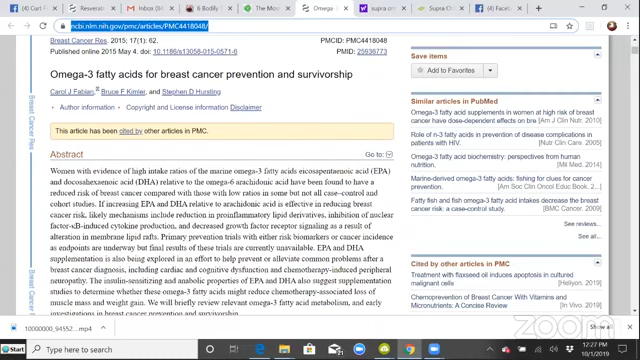 Curt F
Resear
Inbox (
6 Bodily F
The Mov
Omega-
supra om
Supra O
Faceb
ncbi.nlm.nih.gov/pmc/articles/PMC4418048/
Breast Cancer Res. 2015; 17(1): 62.
PMCID: PMC4418048
Published online 2015 May 4. doi: 10.1186/s13058-015-0571-6
PMID: 25936773
Omega-3 fatty acids for breast cancer prevention and survivorship
Carol J Fabian, Bruce F Kimler, and Stephen D Hursting
Author information Copyright and License information Disclaimer
This article has been cited by other articles in PMC.
Abstract
Go to:
Women with evidence of high intake ratios of the marine omega-3 fatty acids eicosapentaenoic acid (EPA)
and docosahexaenoic acid (DHA) relative to the omega-6 arachidonic acid have been found to have a
reduced risk of breast cancer compared with those with low ratios in some but not all case–control and
cohort studies. If increasing EPA and DHA relative to arachidonic acid is effective in reducing breast
cancer risk, likely mechanisms include reduction in proinflammatory lipid derivatives, inhibition of nuclear
factor-κB-induced cytokine production, and decreased growth factor receptor signaling as a result of
alteration in membrane lipid rafts. Primary prevention trials with either risk biomarkers or cancer incidence
as endpoints are underway but final results of these trials are currently unavailable. EPA and DHA
supplementation is also being explored in an effort to help prevent or alleviate common problems after a
breast cancer diagnosis, including cardiac and cognitive dysfunction and chemotherapy-induced peripheral
neuropathy. The insulin-sensitizing and anabolic properties of EPA and DHA also suggest supplementation
studies to determine whether these omega-3 fatty acids might reduce chemotherapy-associated loss of
muscle mass and weight gain. We will briefly review relevant omega-3 fatty acid metabolism, and early
investigations in breast cancer prevention and survivorship.
Breast Cancer Res
Breast Cancer Res
Save items
Add to Favorites
Similar articles in PubMed
Omega-3 fatty acid supplements in women at high risk of breast
cancer have dose-dependent effects on bre [Am J Clin Nutr. 2010]
Role of n-3 fatty acids in prevention of disease complications in
patients with HIV. [Nutr Clin Care. 2005]
Omega-3 fatty acid biochemistry: perspectives from human
nutrition. [Mil Med. 2014]
Marine-derived omega-3 fatty acids: fishing for clues for cancer
prevention. [Am Soc Clin Oncol Educ Book. 2...]
Fatty fish and fish omega-3 fatty acid intakes decrease the breast
cancer risk: a case-control study. [BMC Cancer. 2009]
See reviews...
See all...
Cited by other articles in PMC
Treatment with flaxseed oil induces apoptosis in cultured
malignant cells [Heliyon. 2019]
Chemoprevention of Breast Cancer With Vitamins and
Micronutrients: A Concise Review [In Vivo. 2019]
10000000_94552....mp4
Show all
zoom
Start
Type here to search
12:27 PM
10/1/2019